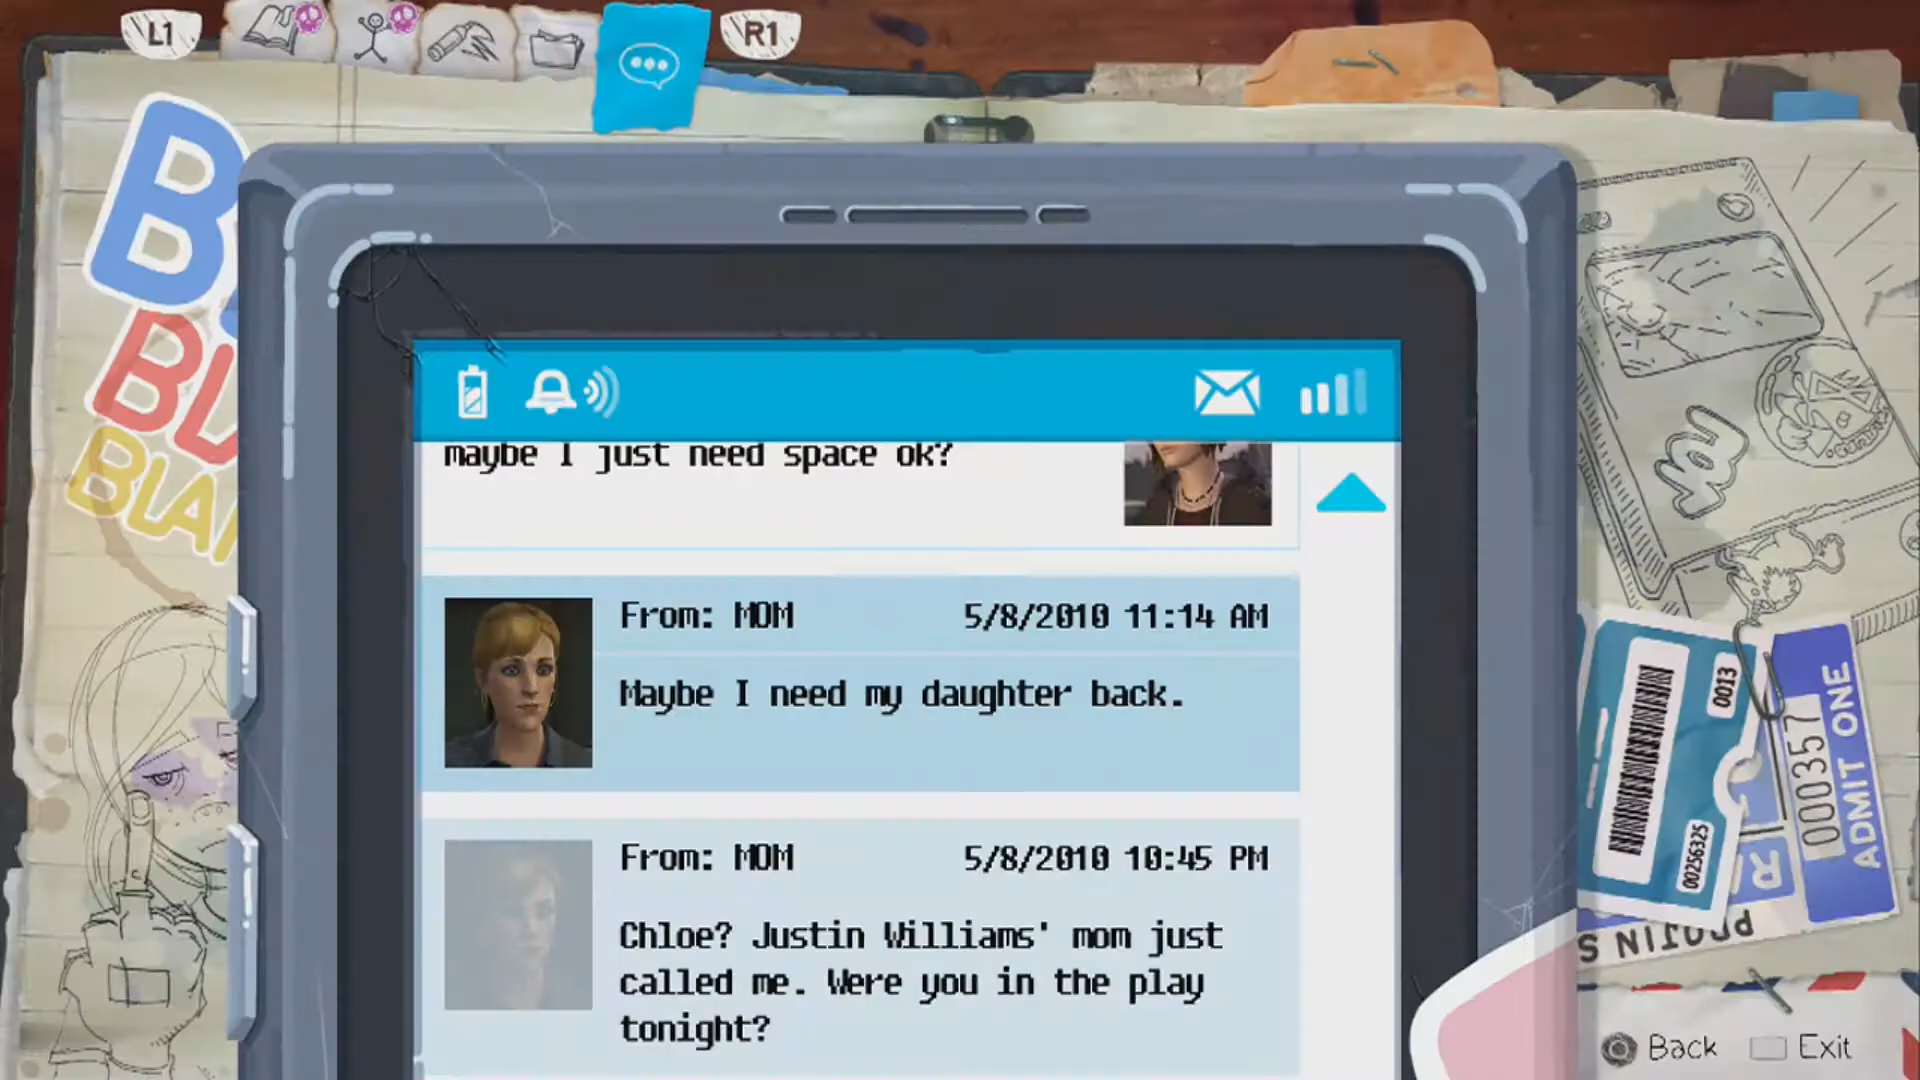 L1
R1
maybe I just need space ok?
From: MOM 5/8/2010 11:14 AM
Maybe I need my daughter back.
From: MOM 5/8/2010 10:45 PM
Chloe? Justin Williams' mom just
called me. Were you in the play
tonight?
BLA
0013
00256325
000357
ADMIT ONE
Back
Exit